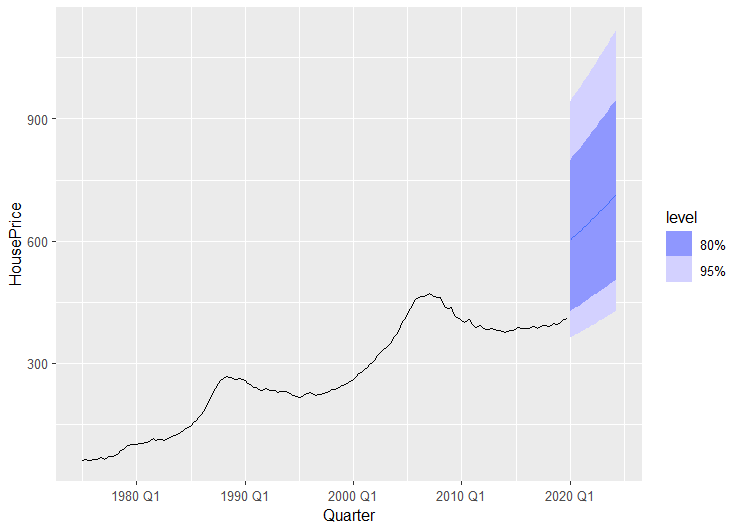 HousePrice
900
600
300
1980 Q1
1990 Q1
2000 Q1
2010 Q1
2020 Q1
Quarter
level
80%
95%